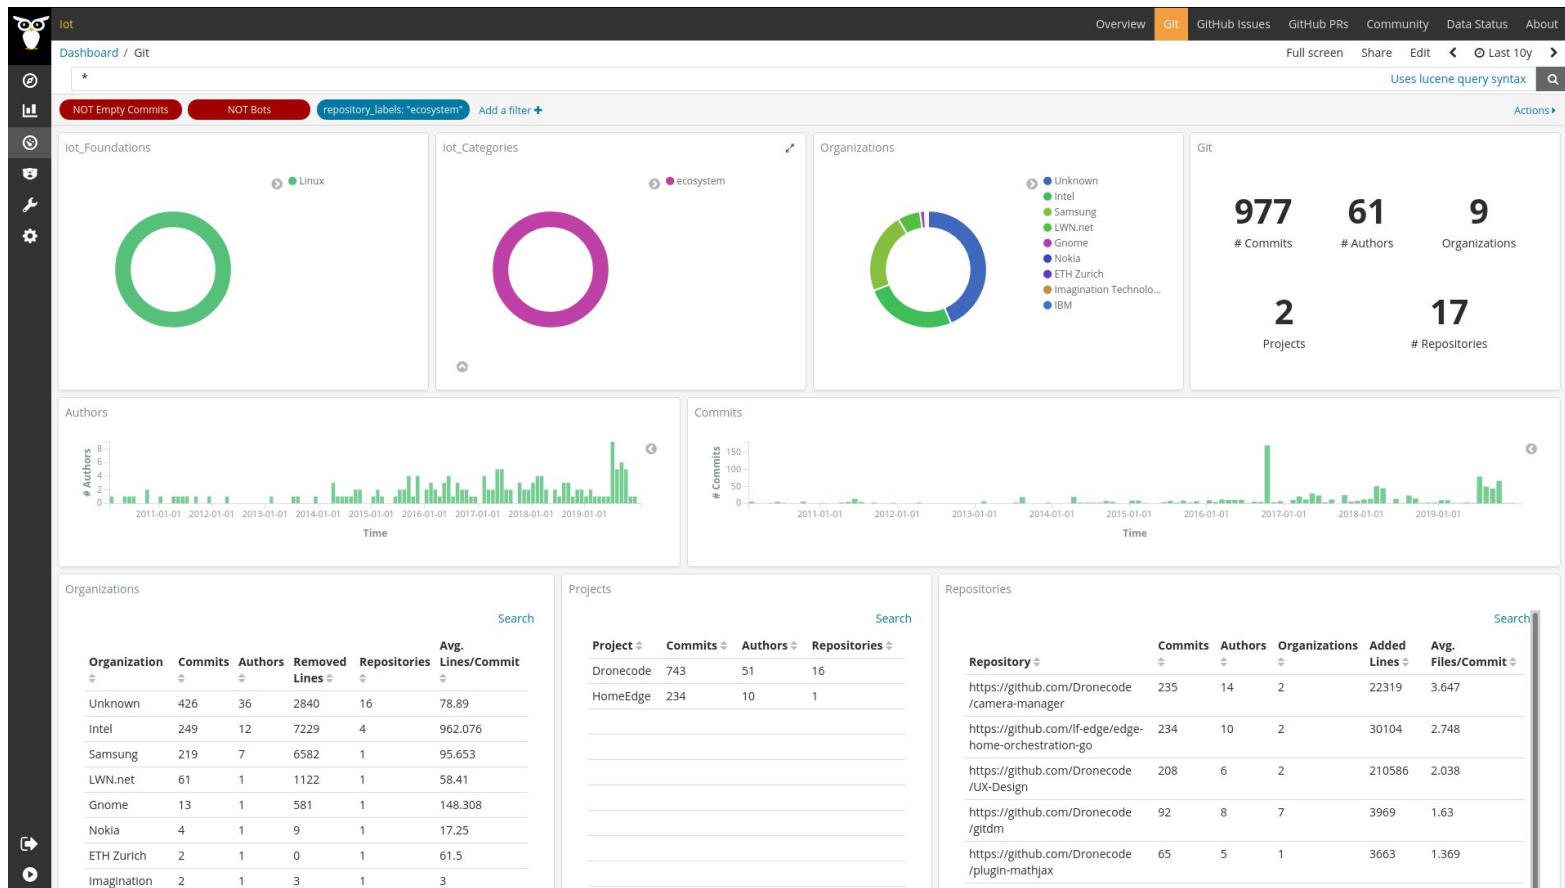 Iot
Overview Git GitHub Issues GitHub PRs Community Data Status About
Dashboard / Git
Full screen Share Edit Last 10y
*
Uses lucene query syntax
NOT Empty Commits NOT Bots repository_labels: "ecosystem" Add a filter +
Actions
iot_Foundations
Linux
iot_Categories
ecosystem
Organizations
Unknown
Intel
Samsung
LWN.net
Gnome
Nokia
ETH Zurich
Imagination Technolo...
IBM
Git
977 61 9
# Commits # Authors Organizations
2 17
Projects # Repositories
Authors
# Authors
8
6
4
2
0
2011-01-01 2012-01-01 2013-01-01 2014-01-01 2015-01-01 2016-01-01 2017-01-01 2018-01-01 2019-01-01
Time
Commits
# Commits
150
100
50
0
2011-01-01 2012-01-01 2013-01-01 2014-01-01 2015-01-01 2016-01-01 2017-01-01 2018-01-01 2019-01-01
Time
Organizations
Search
Organization Commits Authors Removed Lines Repositories Avg. Lines/Commit
Unknown 426 36 2840 16 78.89
Intel 249 12 7229 4 962.076
Samsung 219 7 6582 1 95.653
LWN.net 61 1 1122 1 58.41
Gnome 13 1 581 1 148.308
Nokia 4 1 9 1 17.25
ETH Zurich 2 1 0 1 61.5
Imagination 2 1 3 1 3
Projects
Search
Project Commits Authors Repositories
Dronecode 743 51 16
HomeEdge 234 10 1
Repositories
Search
Repository Commits Authors Organizations Added Lines Avg. Files/Commit
https://github.com/Dronecode 235 14 2 22319 3.647
/camera-manager
https://github.com/lf-edge/edge- 234 10 2 30104 2.748
home-orchestration-go
https://github.com/Dronecode 208 6 2 210586 2.038
/UX-Design
https://github.com/Dronecode 92 8 7 3969 1.63
/gitdm
https://github.com/Dronecode 65 5 1 3663 1.369
/plugin-mathjax